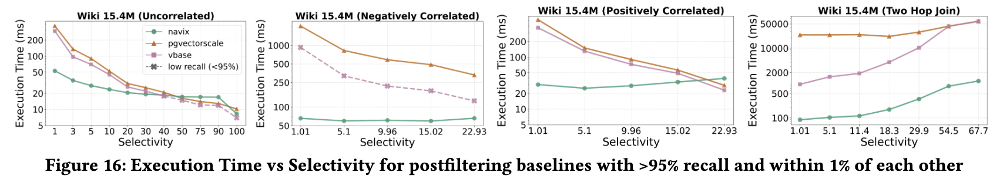 Wiki 15.4M (Uncorrelated)
Execution Time (ms)
200
100
50
20
10
5
navix
pgvectorscale
vbase
low recall (<95%)
1 3 5 10 20 30 40 50 75 90 100
Selectivity
Wiki 15.4M (Negatively Correlated)
Execution Time (ms)
1000
500
250
100
50
1.01 5.1 9.96 15.02 22.93
Selectivity
Wiki 15.4M (Positively Correlated)
Execution Time (ms)
200
100
50
20
10
5
1.01 5.1 9.96 15.02 22.93
Selectivity
Wiki 15.4M (Two Hop Join)
Execution Time (ms)
50000
10000
2000
500
100
1.01 5.1 11.4 18.3 29.9 54.5 67.7
Selectivity
Figure 16: Execution Time vs Selectivity for postfiltering baselines with >95% recall and within 1% of each other